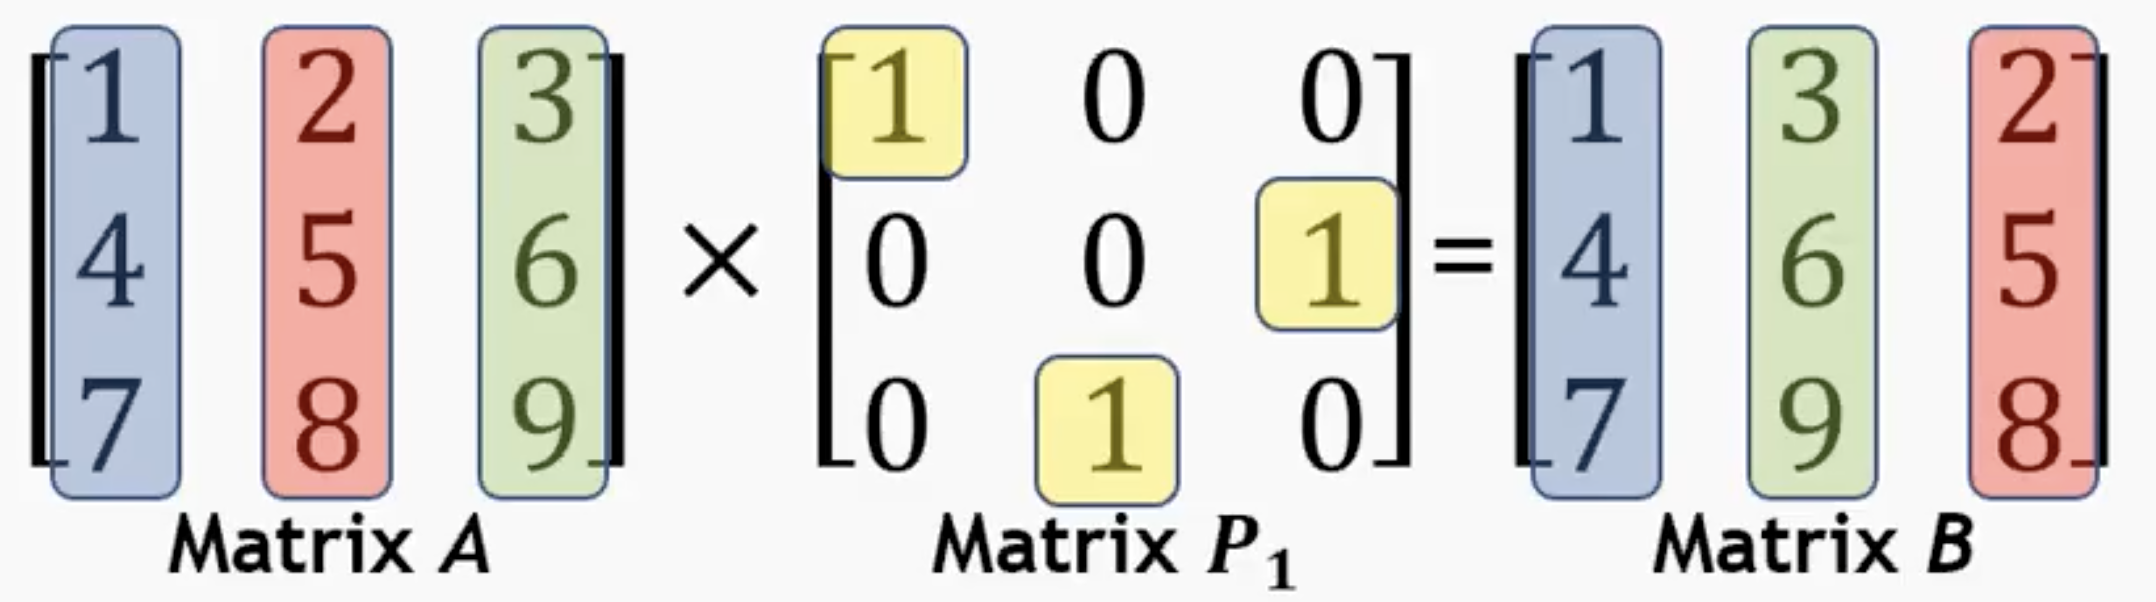 1 2 3 × 1 0 0 = 1 3 2
4 5 6 0 0 1 4 6 5
7 8 9 0 1 0 7 9 8
Matrix A Matrix P₁ Matrix B